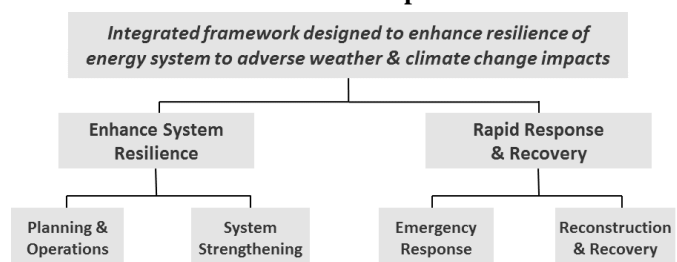 Integrated framework designed to enhance resilience of
energy system to adverse weather & climate change impacts
Enhance System
Resilience
Rapid Response
& Recovery
Planning &
Operations
System
Strengthening
Emergency
Response
Reconstruction
& Recovery